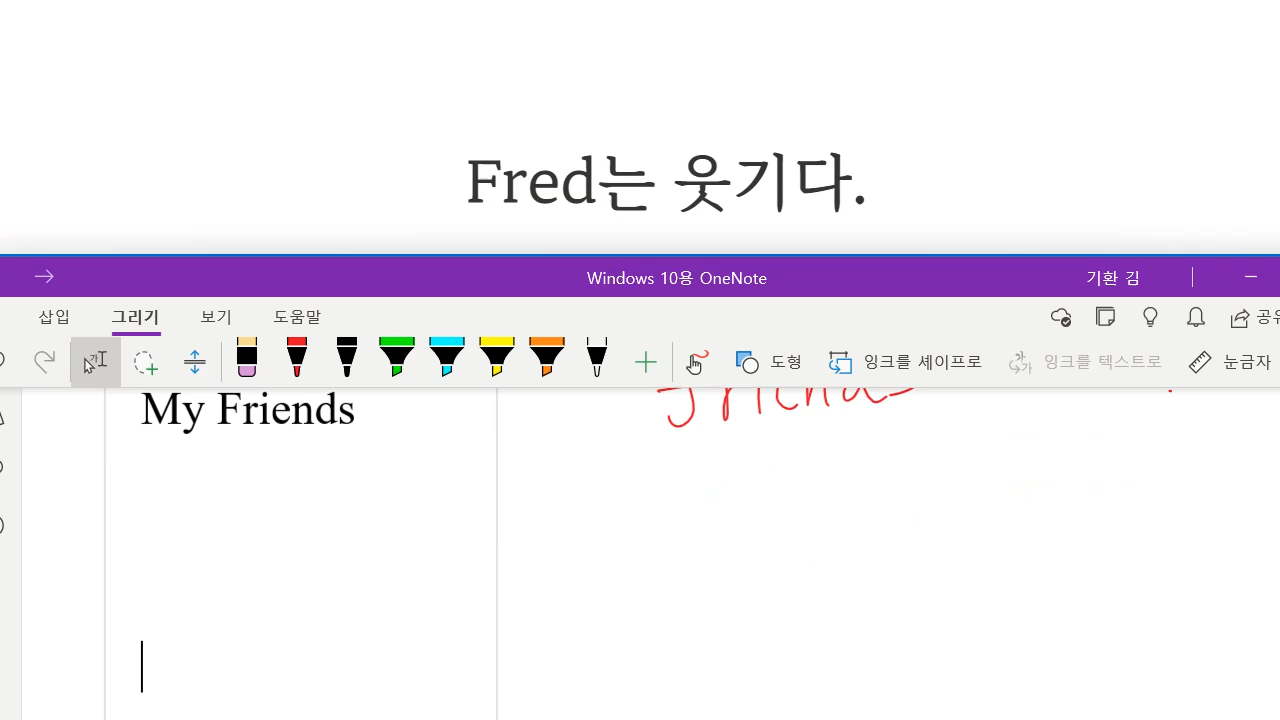 Fred는 웃기다.
Windows 10용 OneNote
기환 김
삽입 그리기 보기 도움말
도형 잉크를 셰이프로 잉크를 텍스트로 눈금자
My Friends